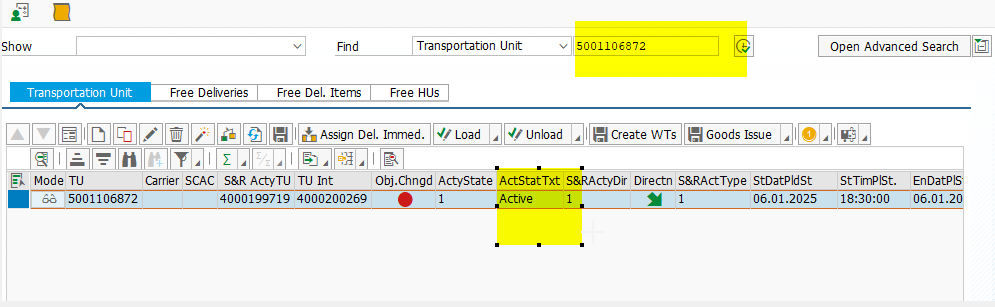 Show Find Transportation Unit 5001106872 Open Advanced Search
Transportation Unit Free Deliveries Free Del. Items Free HUs
Assign Del. Immed. Load Unload Create WTs Goods Issue
Mode TU Carrier SCAC S&R ActyTU TU Int Obj.Chngd ActyState ActStatTxt S&RActyDir Directn S&RActType StDatPldSt StTimPlSt. EnDatPlSt
5001106872 4000199719 4000200269 1 Active 1 1 06.01.2025 18:30:00 06.01.20